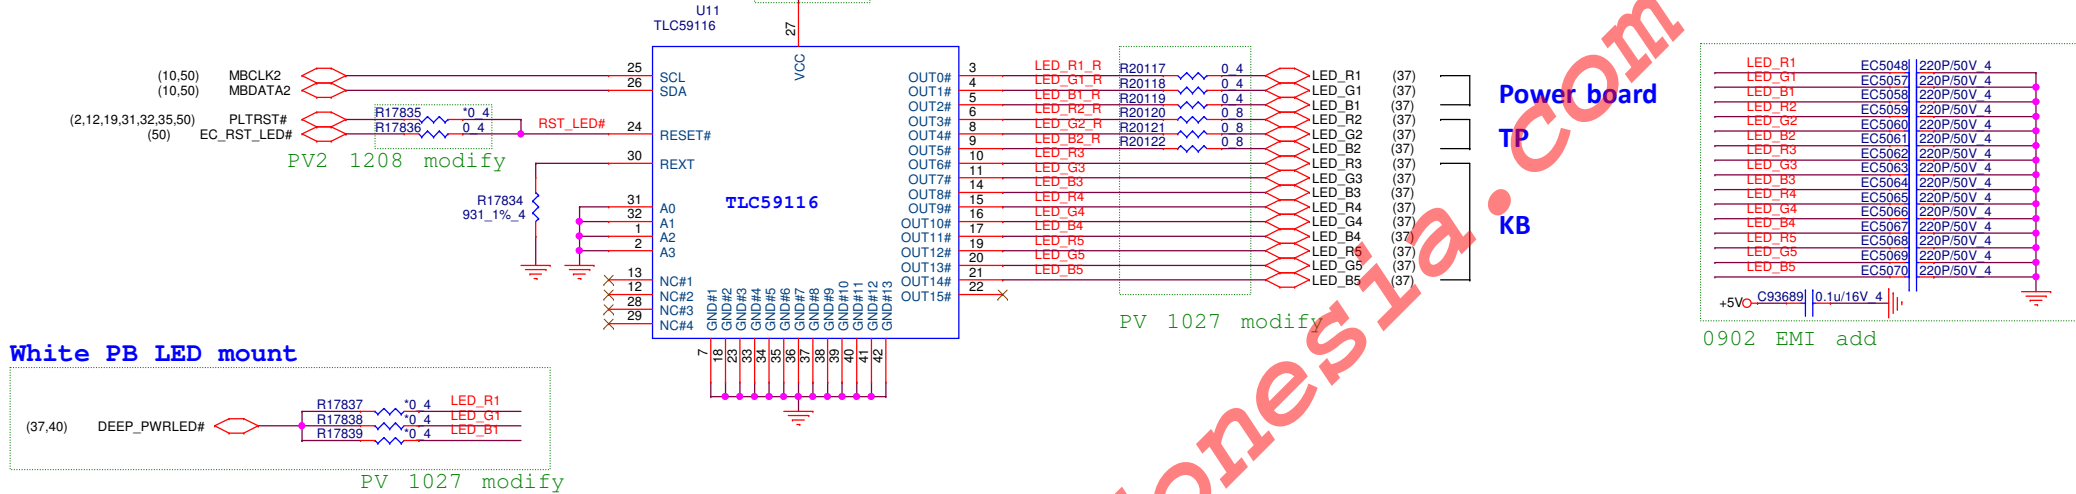 U11
TLC59116
27
VCC
(10,50) MBCLK2
(10,50) MBDATA2
(2,12,19,31,32,35,50) PLTRST#
(50) EC_RST_LED#
R17835 *0_4
R17836 0_4
RST_LED#
PV2 1208 modify
R17834
931_1%_4
25 SCL
26 SDA
24 RESET#
30 REXT
31 A0
32 A1
1 A2
2 A3
13 NC#1
12 NC#2
28 NC#3
29 NC#4
TLC59116
OUT0# 3 LED_R1_R R20117 0_4 LED_R1 (37)
OUT1# 4 LED_G1_R R20118 0_4 LED_G1 (37)
OUT2# 5 LED_B1_R R20119 0_4 LED_B1 (37)
OUT3# 6 LED_R2_R R20120 0_8 LED_R2 (37)
OUT4# 8 LED_G2_R R20121 0_8 LED_G2 (37)
OUT5# 9 LED_B2_R R20122 0_8 LED_B2 (37)
OUT6# 10 LED_R3 LED_R3 (37)
OUT7# 11 LED_G3 LED_G3 (37)
OUT8# 14 LED_B3 LED_B3 (37)
OUT9# 15 LED_R4 LED_R4 (37)
OUT10# 16 LED_G4 LED_G4 (37)
OUT11# 17 LED_B4 LED_B4 (37)
OUT12# 19 LED_R5 LED_R5 (37)
OUT13# 20 LED_G5 LED_G5 (37)
OUT14# 21 LED_B5 LED_B5 (37)
OUT15# 22
Power board
TP
KB
PV 1027 modify
GND#1 7
GND#2 18
GND#3 23
GND#4 33
GND#5 34
GND#6 35
GND#7 36
GND#8 37
GND#9 38
GND#10 39
GND#11 40
GND#12 41
GND#13 42
LED_R1 EC5048 220P/50V_4
LED_G1 EC5057 220P/50V_4
LED_B1 EC5058 220P/50V_4
LED_R2 EC5059 220P/50V_4
LED_G2 EC5060 220P/50V_4
LED_B2 EC5061 220P/50V_4
LED_R3 EC5062 220P/50V_4
LED_G3 EC5063 220P/50V_4
LED_B3 EC5064 220P/50V_4
LED_R4 EC5065 220P/50V_4
LED_G4 EC5066 220P/50V_4
LED_B4 EC5067 220P/50V_4
LED_R5 EC5068 220P/50V_4
LED_G5 EC5069 220P/50V_4
LED_B5 EC5070 220P/50V_4
+5V C93689 0.1u/16V_4
0902 EMI add
White PB LED mount
(37,40) DEEP_PWRLED#
R17837 *0_4 LED_R1
R17838 *0_4 LED_G1
R17839 *0_4 LED_B1
PV 1027 modify
onesia.com